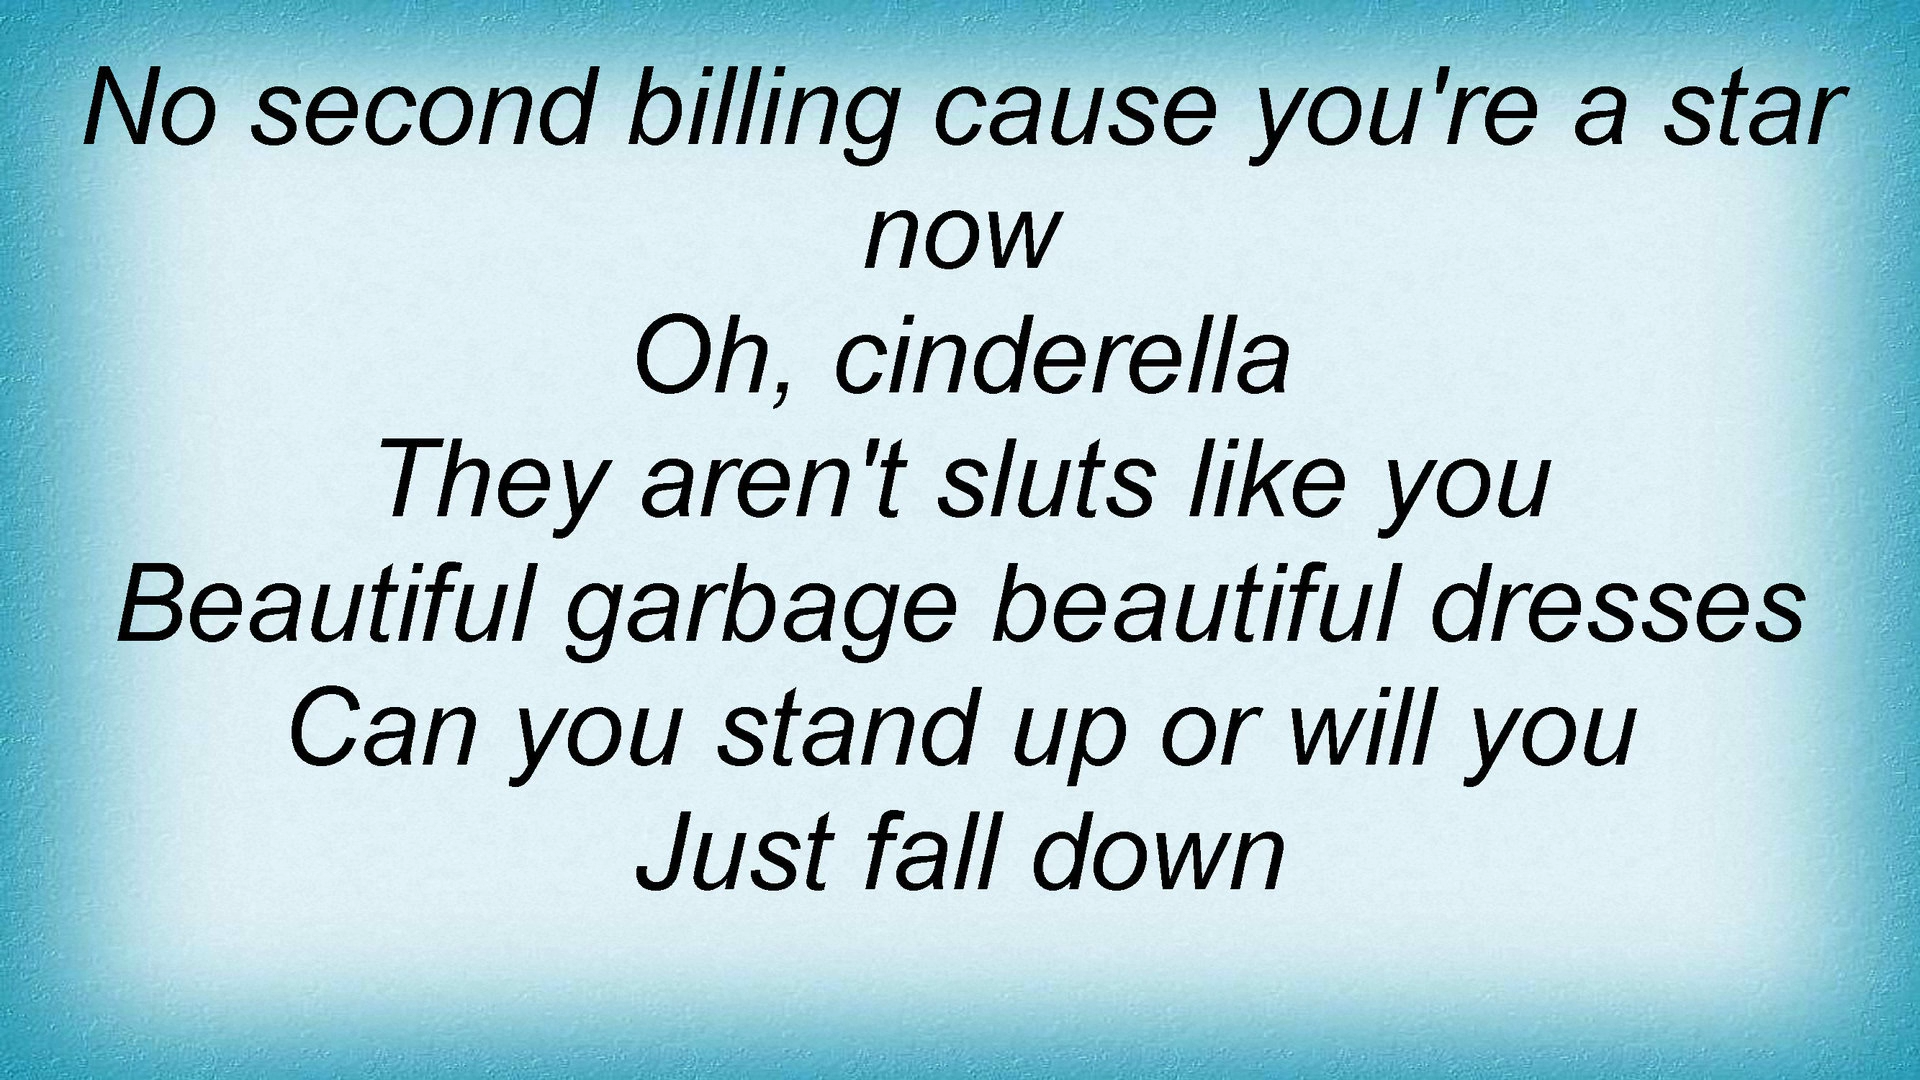 No second billing cause you're a star
now
Oh, cinderella
They aren't sluts like you
Beautiful garbage beautiful dresses
Can you stand up or will you
Just fall down